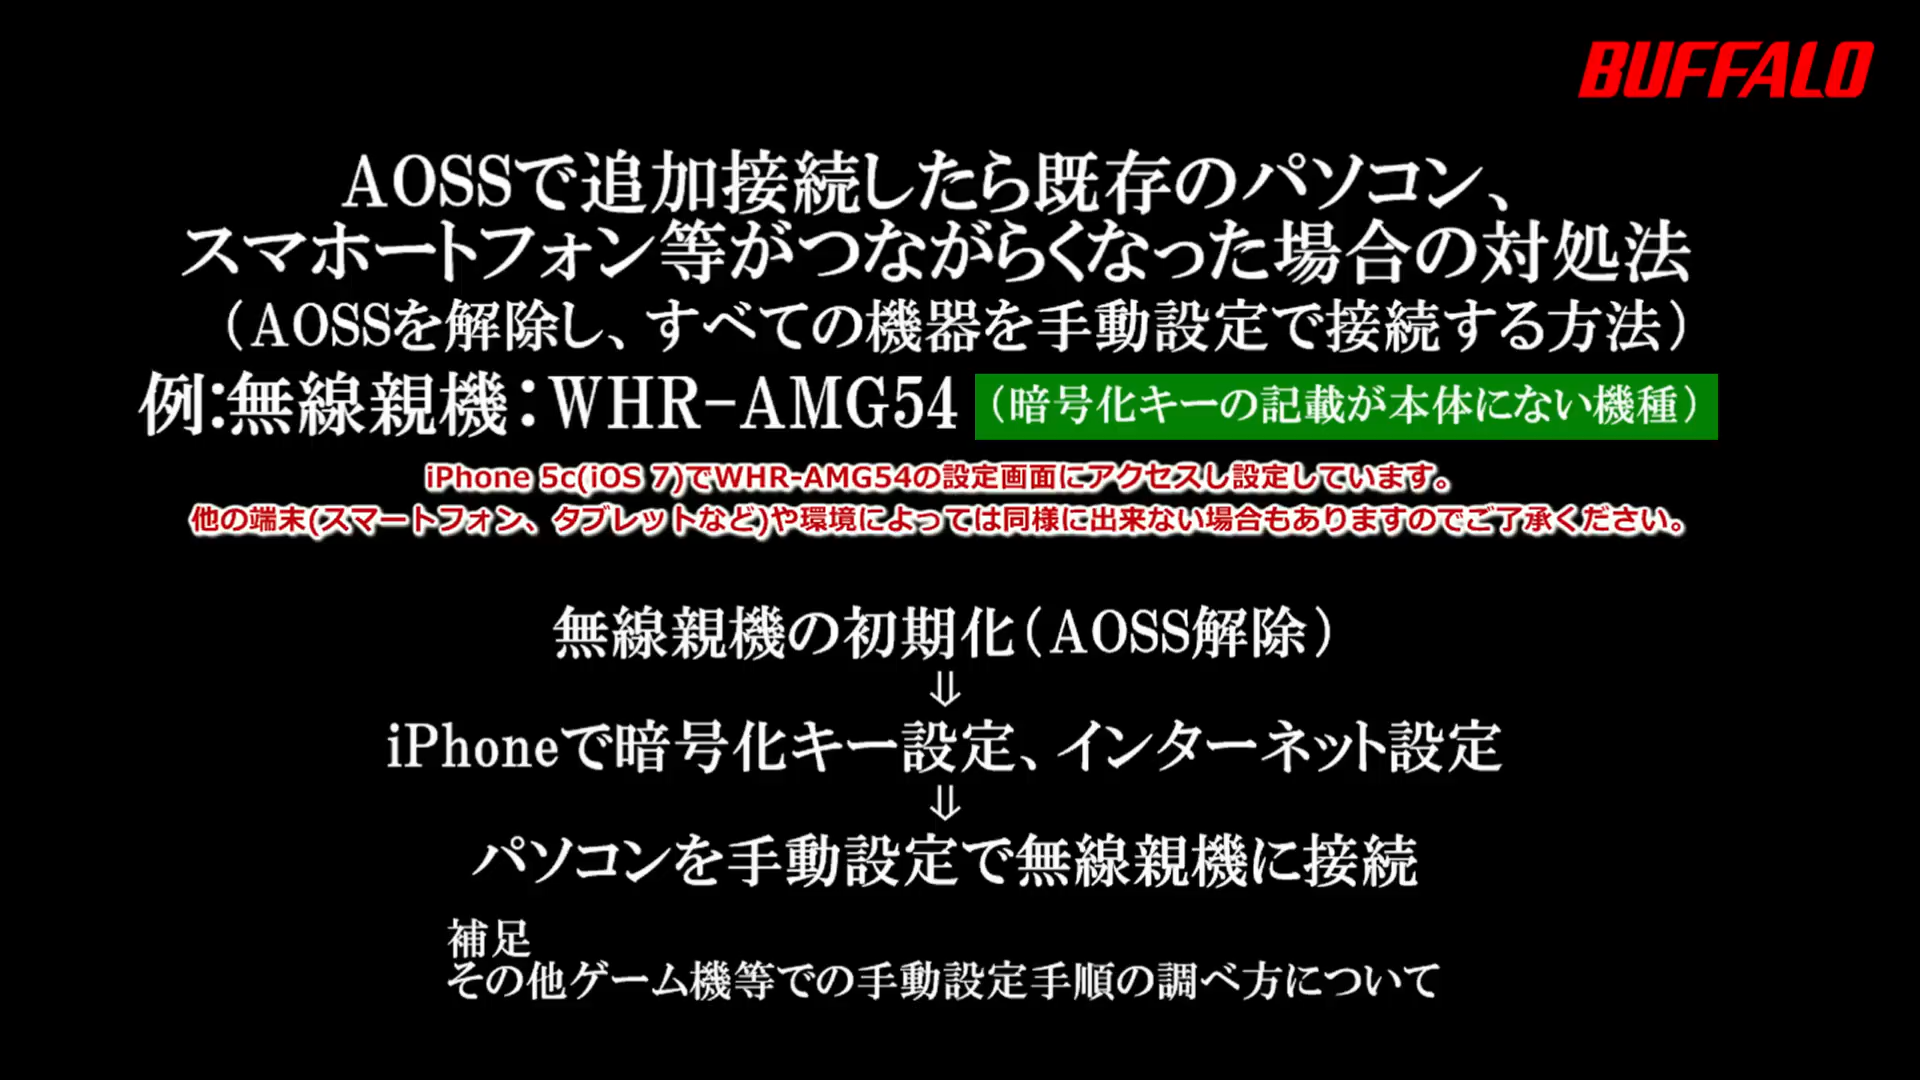 BUFFALO
AOSSで追加接続したら既存のパソコン、
スマホートフォン等がつながらくなった場合の対処法
（AOSSを解除し、すべての機器を手動設定で接続する方法）
例:無線親機：WHR-AMG54（暗号化キーの記載が本体にない機種）
iPhone 5c(iOS 7)でWHR-AMG54の設定画面にアクセスし設定しています。
他の端末(スマートフォン、タブレットなど)や環境によっては同様に出来ない場合もありますのでご了承ください。
無線親機の初期化（AOSS解除）
⇓
iPhoneで暗号化キー設定、インターネット設定
⇓
パソコンを手動設定で無線親機に接続
補足
その他ゲーム機等での手動設定手順の調べ方について